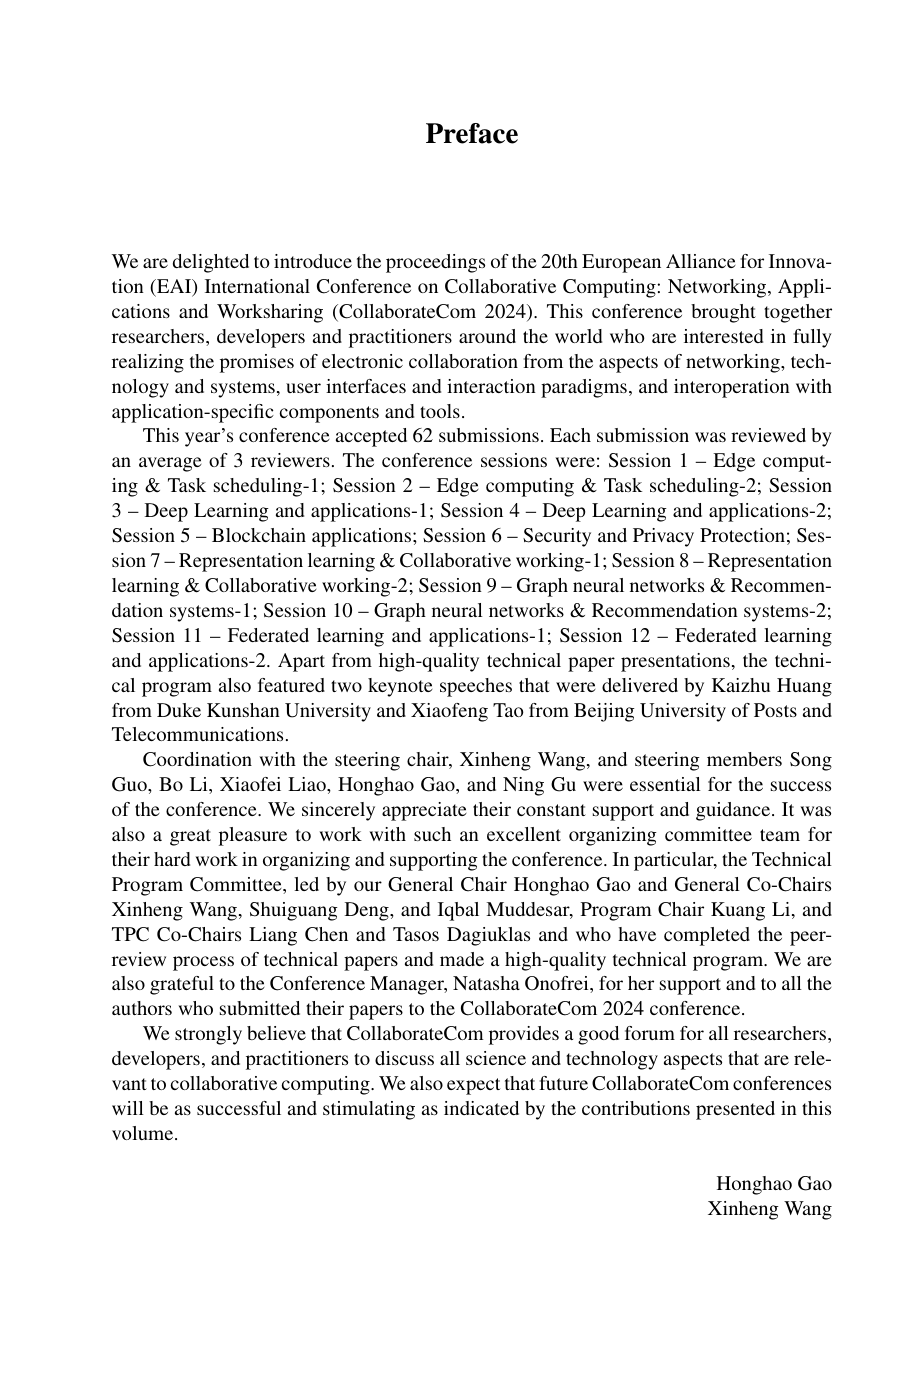 Preface
We are delighted to introduce the proceedings of the 20th European Alliance for Innova-
tion (EAI) International Conference on Collaborative Computing: Networking, Appli-
cations and Worksharing (CollaborateCom 2024). This conference brought together
researchers, developers and practitioners around the world who are interested in fully
realizing the promises of electronic collaboration from the aspects of networking, tech-
nology and systems, user interfaces and interaction paradigms, and interoperation with
application-specific components and tools.
This year's conference accepted 62 submissions. Each submission was reviewed by
an average of 3 reviewers. The conference sessions were: Session 1 – Edge comput-
ing & Task scheduling-1; Session 2 – Edge computing & Task scheduling-2; Session
3 – Deep Learning and applications-1; Session 4 – Deep Learning and applications-2;
Session 5 – Blockchain applications; Session 6 – Security and Privacy Protection; Ses-
sion 7 – Representation learning & Collaborative working-1; Session 8 – Representation
learning & Collaborative working-2; Session 9 – Graph neural networks & Recommen-
dation systems-1; Session 10 – Graph neural networks & Recommendation systems-2;
Session 11 – Federated learning and applications-1; Session 12 – Federated learning
and applications-2. Apart from high-quality technical paper presentations, the techni-
cal program also featured two keynote speeches that were delivered by Kaizhu Huang
from Duke Kunshan University and Xiaofeng Tao from Beijing University of Posts and
Telecommunications.
Coordination with the steering chair, Xinheng Wang, and steering members Song
Guo, Bo Li, Xiaofei Liao, Honghao Gao, and Ning Gu were essential for the success
of the conference. We sincerely appreciate their constant support and guidance. It was
also a great pleasure to work with such an excellent organizing committee team for
their hard work in organizing and supporting the conference. In particular, the Technical
Program Committee, led by our General Chair Honghao Gao and General Co-Chairs
Xinheng Wang, Shuiguang Deng, and Iqbal Muddesar, Program Chair Kuang Li, and
TPC Co-Chairs Liang Chen and Tasos Dagiuklas and who have completed the peer-
review process of technical papers and made a high-quality technical program. We are
also grateful to the Conference Manager, Natasha Onofrei, for her support and to all the
authors who submitted their papers to the CollaborateCom 2024 conference.
We strongly believe that CollaborateCom provides a good forum for all researchers,
developers, and practitioners to discuss all science and technology aspects that are rele-
vant to collaborative computing. We also expect that future CollaborateCom conferences
will be as successful and stimulating as indicated by the contributions presented in this
volume.
Honghao Gao
Xinheng Wang